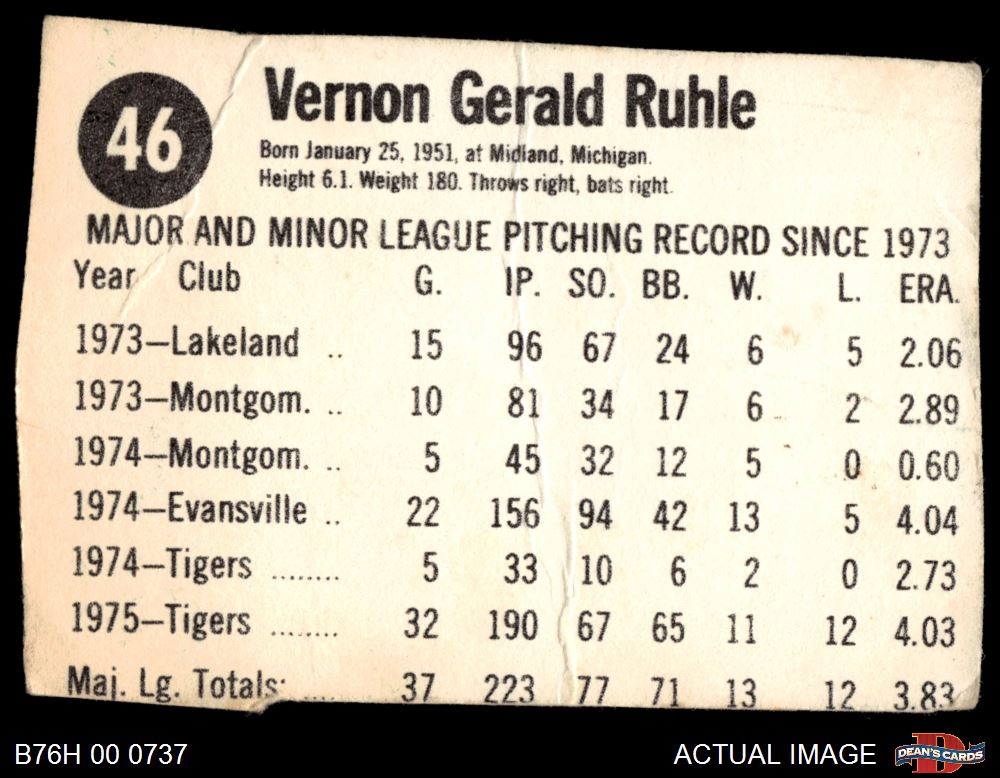 46
Vernon Gerald Ruhle
Born January 25, 1951, at Midland, Michigan.
Height 6.1. Weight 180. Throws right, bats right.
MAJOR AND MINOR LEAGUE PITCHING RECORD SINCE 1973
Year Club G. IP. SO. BB. W. L. ERA.
1973—Lakeland .. 15 96 67 24 6 5 2.06
1973—Montgom. .. 10 81 34 17 6 2 2.89
1974—Montgom. .. 5 45 32 12 5 0 0.60
1974—Evansville .. 22 156 94 42 13 5 4.04
1974—Tigers ........ 5 33 10 6 2 0 2.73
1975—Tigers ........ 32 190 67 65 11 12 4.03
Maj. Lg. Totals: .... 37 223 77 71 13 12 3.83
B76H 00 0737
ACTUAL IMAGE
DEAN'S CARDS